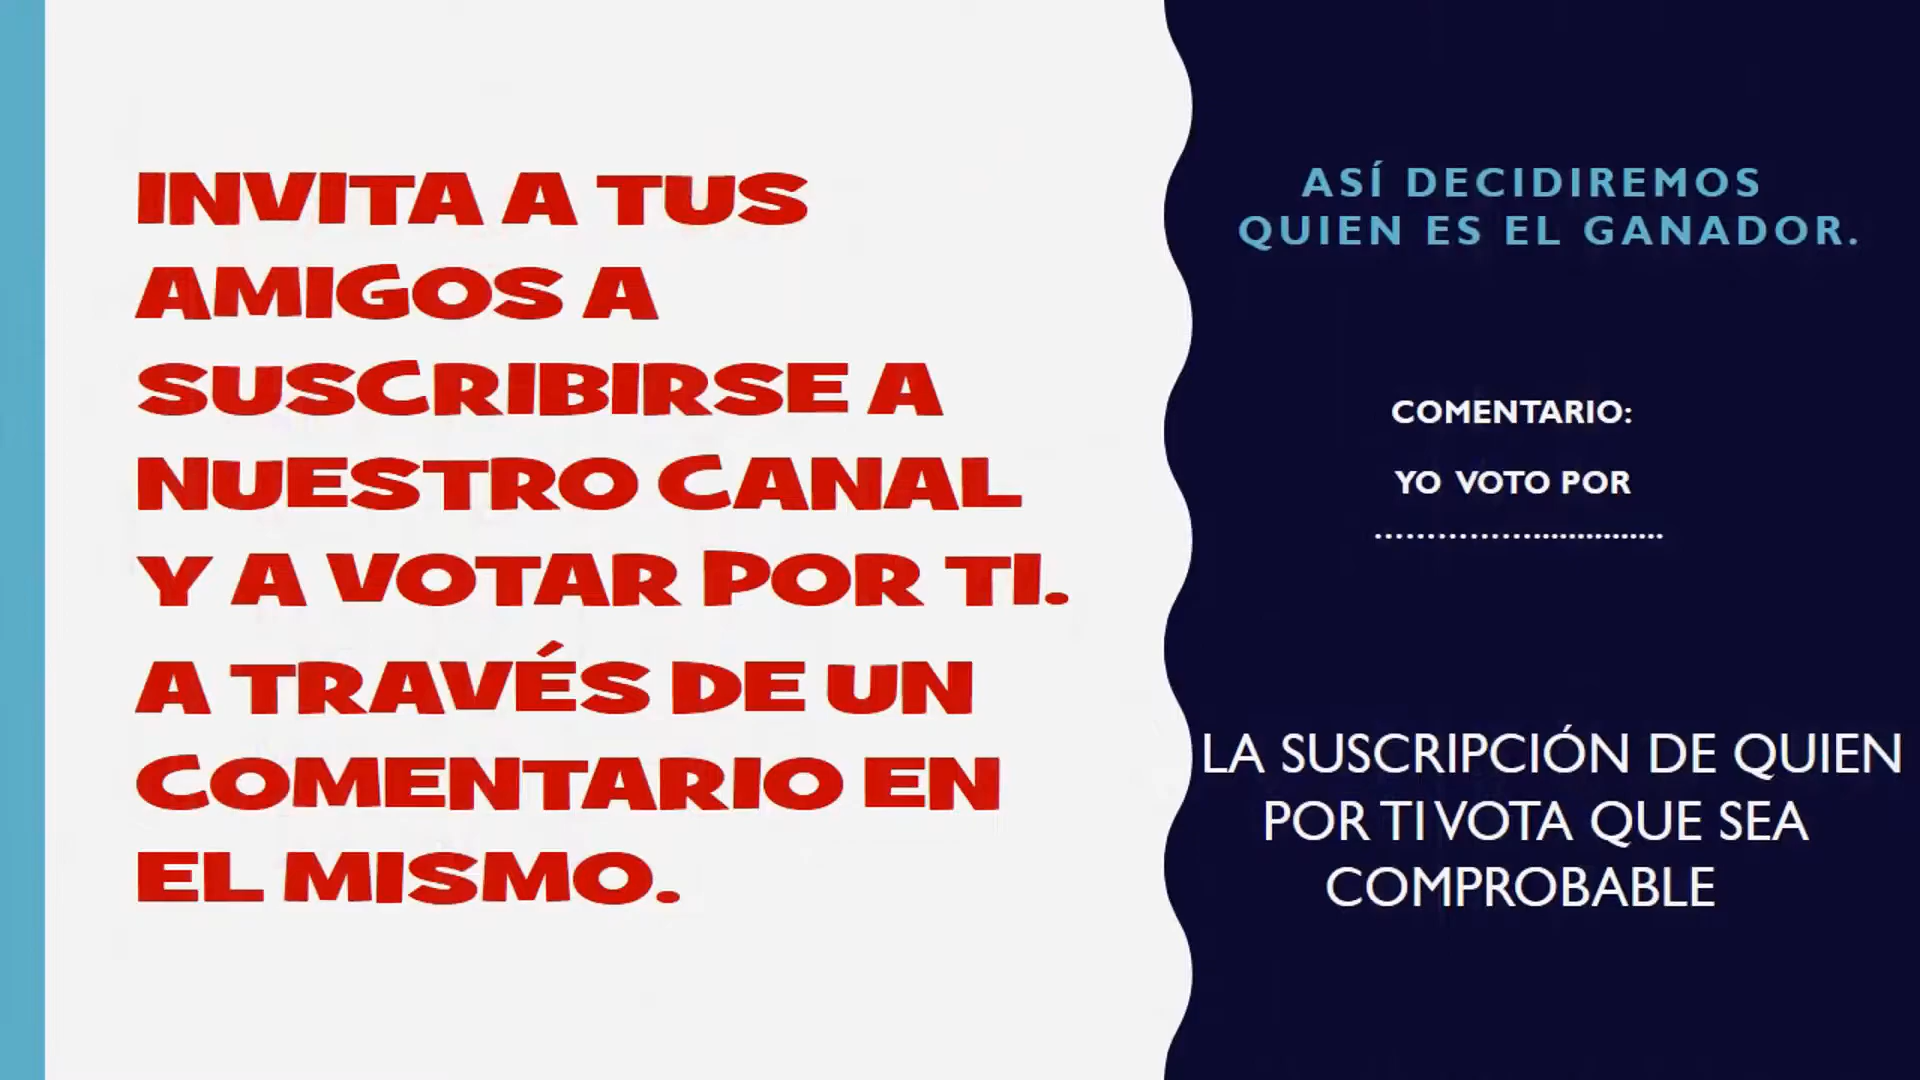 INVITA A TUS
AMIGOS A
SUSCRIBIRSE A
NUESTRO CANAL
Y A VOTAR POR TI.
A TRAVÉS DE UN
COMENTARIO EN
EL MISMO.
ASÍ DECIDIREMOS
QUIEN ES EL GANADOR.
COMENTARIO:
YO VOTO POR
...............................
LA SUSCRIPCIÓN DE QUIEN
POR TI VOTA QUE SEA
COMPROBABLE